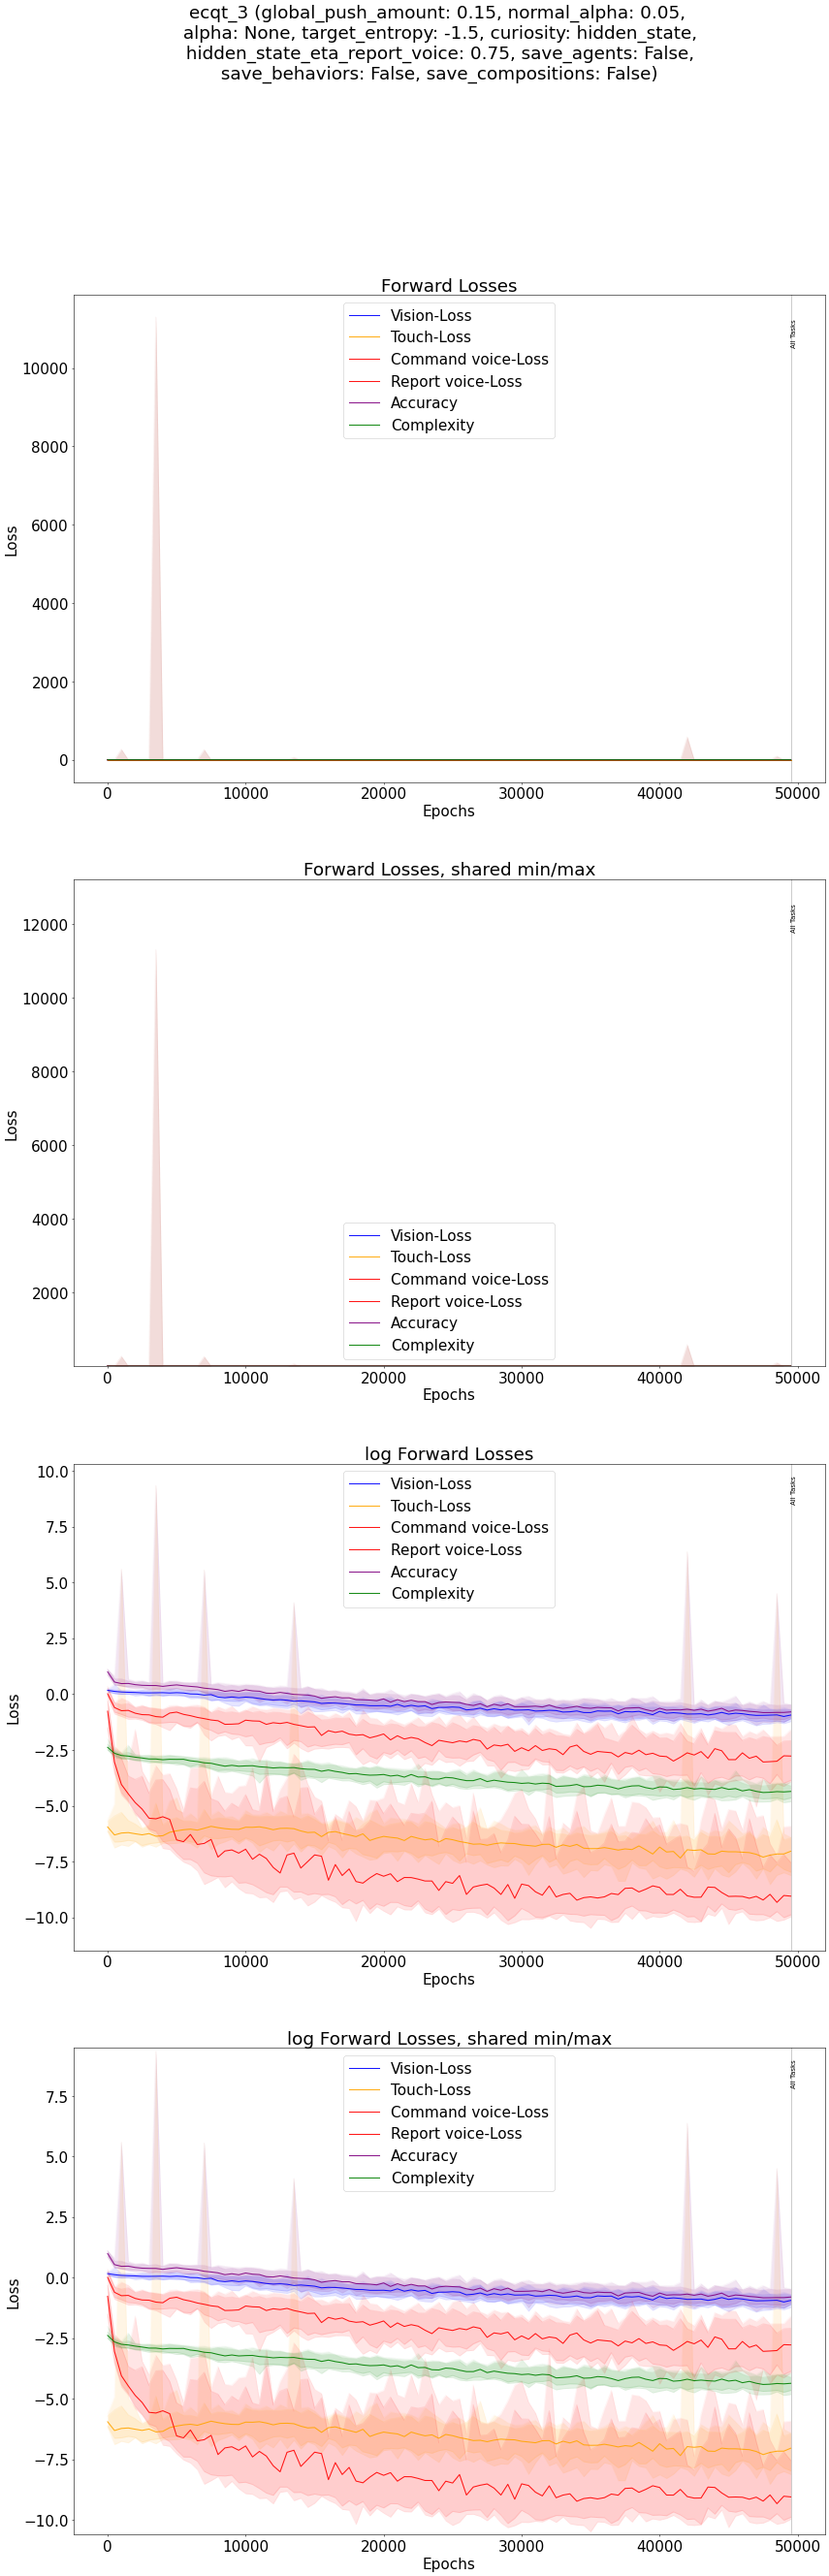 ecqt_3 (global_push_amount: 0.15, normal_alpha: 0.05,
alpha: None, target_entropy: -1.5, curiosity: hidden_state,
hidden_state_eta_report_voice: 0.75, save_agents: False,
save_behaviors: False, save_compositions: False)
Forward Losses
Vision-Loss
Touch-Loss
Command voice-Loss
Report voice-Loss
Accuracy
Complexity
All Tasks
10000
8000
6000
4000
2000
0
Loss
0 10000 20000 30000 40000 50000
Epochs
Forward Losses, shared min/max
All Tasks
12000
10000
8000
6000
4000
2000
Loss
Vision-Loss
Touch-Loss
Command voice-Loss
Report voice-Loss
Accuracy
Complexity
0 10000 20000 30000 40000 50000
Epochs
log Forward Losses
Vision-Loss
Touch-Loss
Command voice-Loss
Report voice-Loss
Accuracy
Complexity
All Tasks
10.0
7.5
5.0
2.5
0.0
−2.5
−5.0
−7.5
−10.0
Loss
0 10000 20000 30000 40000 50000
Epochs
log Forward Losses, shared min/max
Vision-Loss
Touch-Loss
Command voice-Loss
Report voice-Loss
Accuracy
Complexity
All Tasks
7.5
5.0
2.5
0.0
−2.5
−5.0
−7.5
−10.0
Loss
0 10000 20000 30000 40000 50000
Epochs